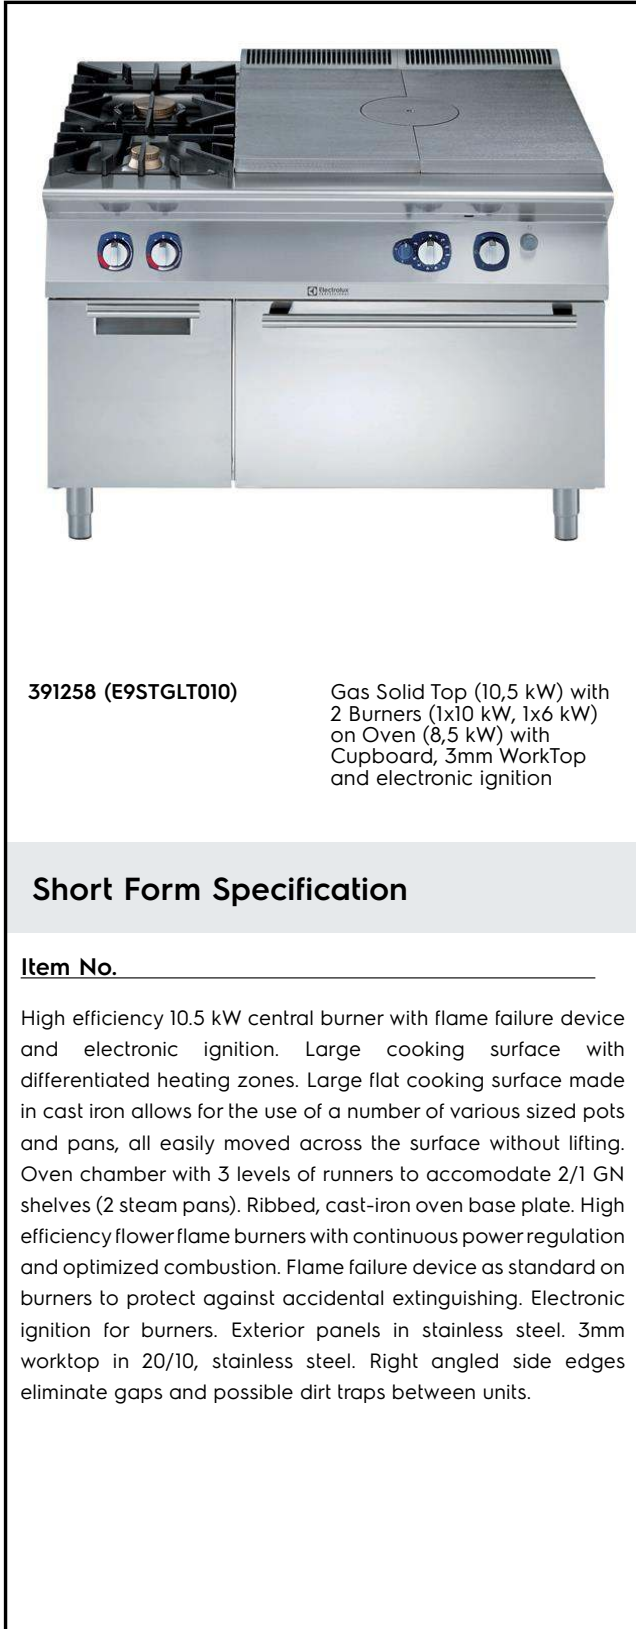 Electrolux
PROFESSIONAL
391258 (E9STGLT010)
Gas Solid Top (10,5 kW) with
2 Burners (1x10 kW, 1x6 kW)
on Oven (8,5 kW) with
Cupboard, 3mm WorkTop
and electronic ignition
Short Form Specification
Item No.
High efficiency 10.5 kW central burner with flame failure device
and electronic ignition. Large cooking surface with
differentiated heating zones. Large flat cooking surface made
in cast iron allows for the use of a number of various sized pots
and pans, all easily moved across the surface without lifting.
Oven chamber with 3 levels of runners to accomodate 2/1 GN
shelves (2 steam pans). Ribbed, cast-iron oven base plate. High
efficiency flower flame burners with continuous power regulation
and optimized combustion. Flame failure device as standard on
burners to protect against accidental extinguishing. Electronic
ignition for burners. Exterior panels in stainless steel. 3mm
worktop in 20/10, stainless steel. Right angled side edges
eliminate gaps and possible dirt traps between units.